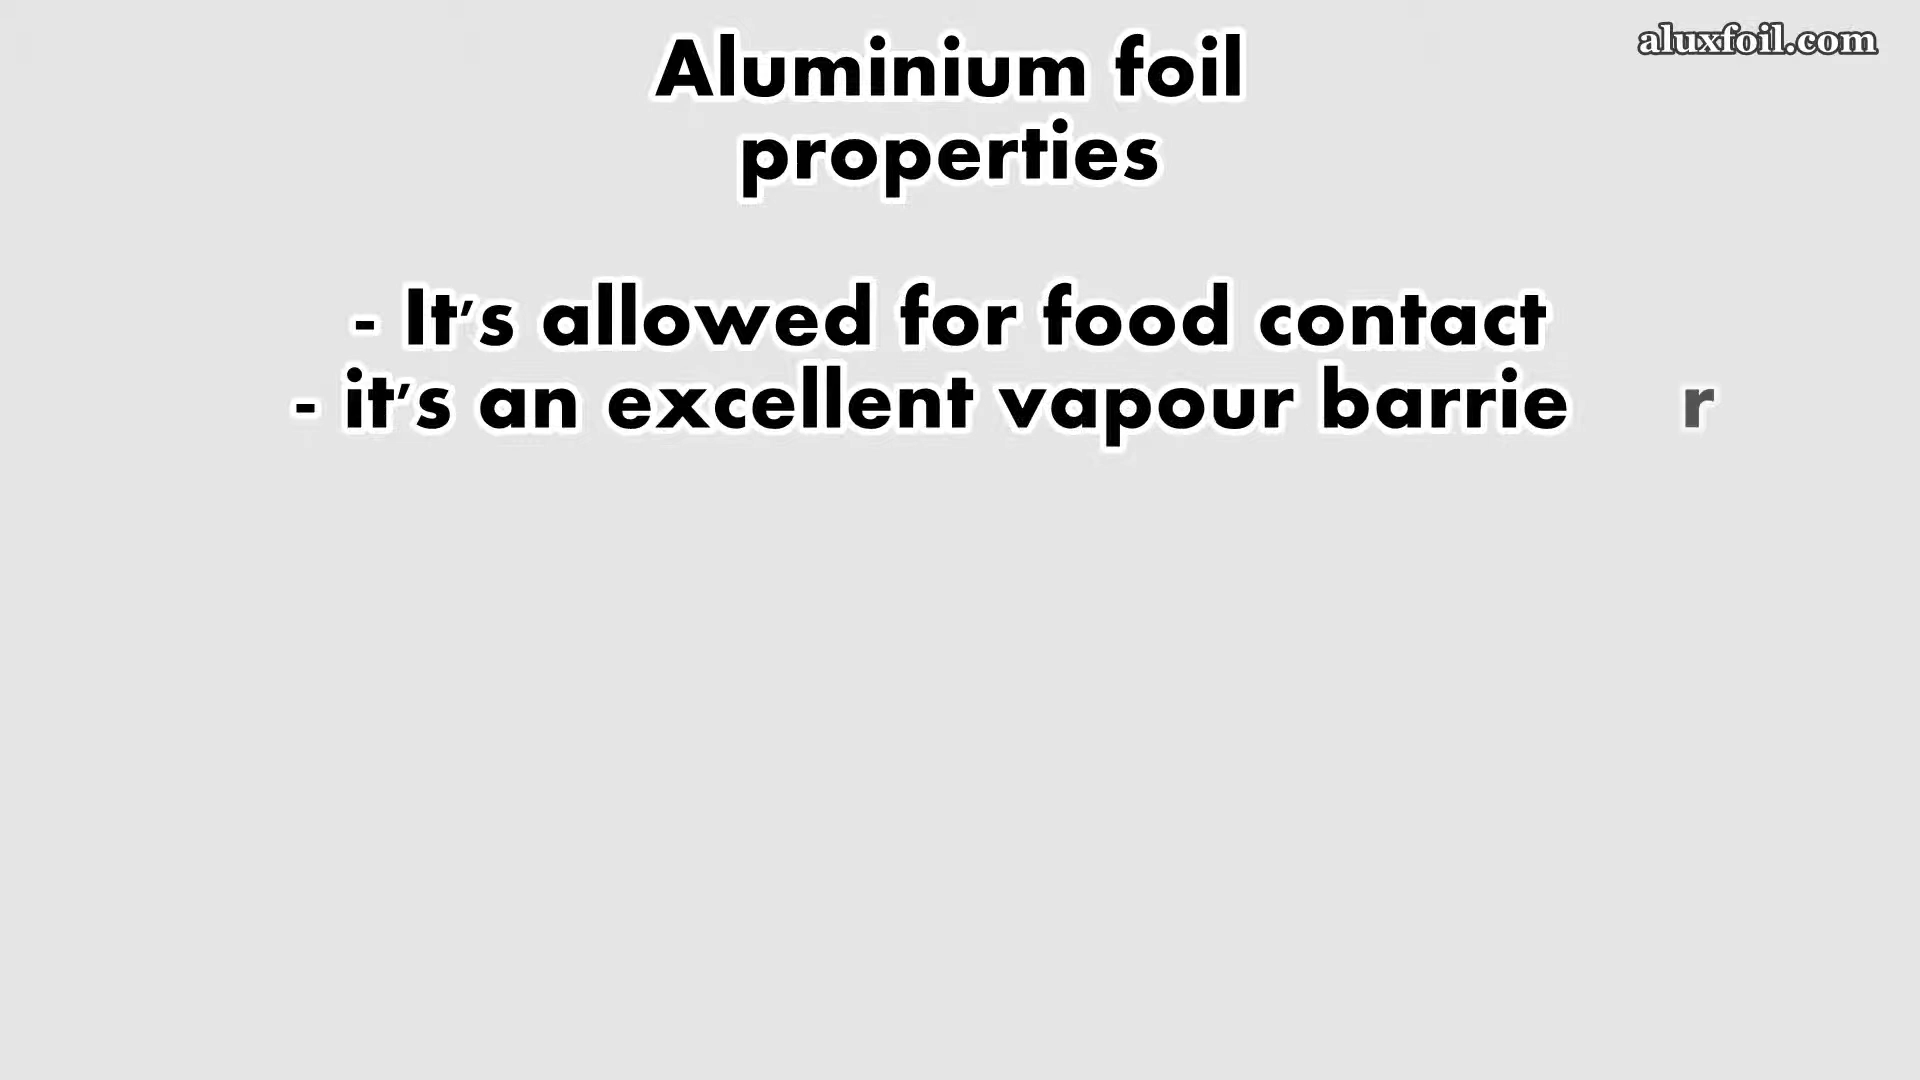 aluxfoil.com
Aluminium foil
properties
- It's allowed for food contact
- it's an excellent vapour barrie r